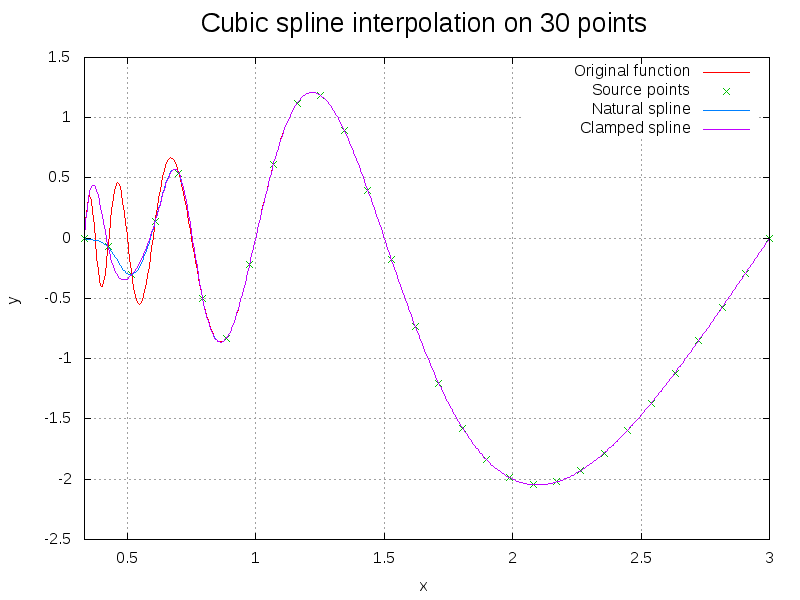 Cubic spline interpolation on 30 points
1.5
1
0.5
0
-0.5
-1
-1.5
-2
-2.5
y
Original function
Source points
Natural spline
Clamped spline
0.5 1 1.5 2 2.5 3
x